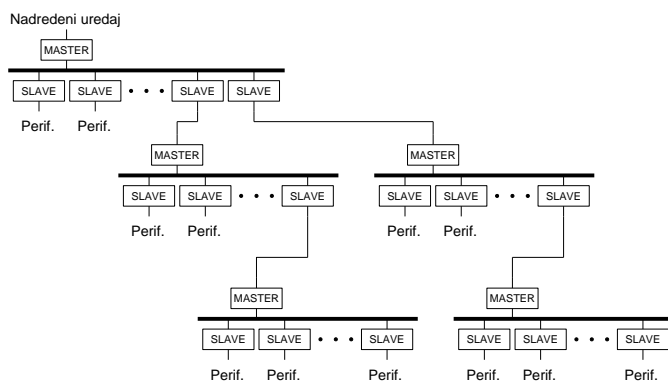 Nadređeni uređaj
MASTER
SLAVE SLAVE • • • SLAVE SLAVE
Perif. Perif.
MASTER MASTER
SLAVE SLAVE • • • SLAVE SLAVE SLAVE • • • SLAVE
Perif. Perif. Perif. Perif.
MASTER MASTER
SLAVE SLAVE • • • SLAVE SLAVE SLAVE • • • SLAVE
Perif. Perif. Perif. Perif. Perif. Perif.